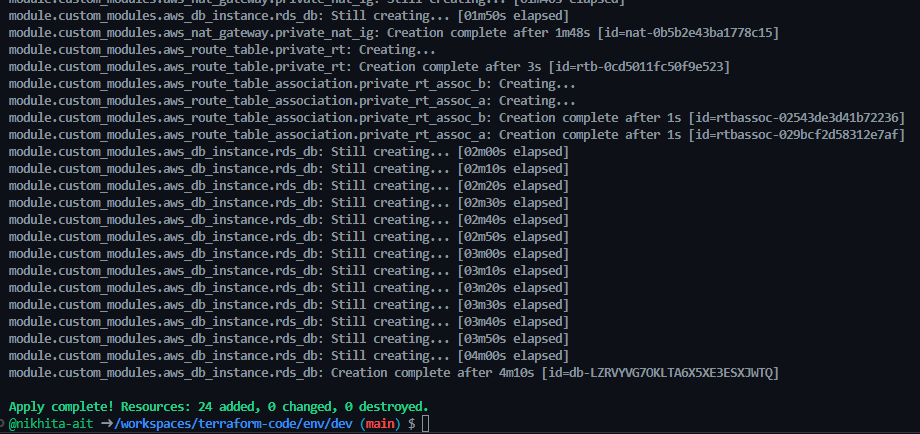 module.custom_modules.aws_nat_gateway.private_nat_ig: Still creating... [01m40s elapsed]
module.custom_modules.aws_db_instance.rds_db: Still creating... [01m50s elapsed]
module.custom_modules.aws_nat_gateway.private_nat_ig: Creation complete after 1m48s [id=nat-0b5b2e43ba1778c15]
module.custom_modules.aws_route_table.private_rt: Creating...
module.custom_modules.aws_route_table.private_rt: Creation complete after 3s [id=rtb-0cd5011fc50f9e523]
module.custom_modules.aws_route_table_association.private_rt_assoc_b: Creating...
module.custom_modules.aws_route_table_association.private_rt_assoc_a: Creating...
module.custom_modules.aws_route_table_association.private_rt_assoc_b: Creation complete after 1s [id=rtbassoc-02543de3d41b72236]
module.custom_modules.aws_route_table_association.private_rt_assoc_a: Creation complete after 1s [id=rtbassoc-029bcf2d58312e7af]
module.custom_modules.aws_db_instance.rds_db: Still creating... [02m00s elapsed]
module.custom_modules.aws_db_instance.rds_db: Still creating... [02m10s elapsed]
module.custom_modules.aws_db_instance.rds_db: Still creating... [02m20s elapsed]
module.custom_modules.aws_db_instance.rds_db: Still creating... [02m30s elapsed]
module.custom_modules.aws_db_instance.rds_db: Still creating... [02m40s elapsed]
module.custom_modules.aws_db_instance.rds_db: Still creating... [02m50s elapsed]
module.custom_modules.aws_db_instance.rds_db: Still creating... [03m00s elapsed]
module.custom_modules.aws_db_instance.rds_db: Still creating... [03m10s elapsed]
module.custom_modules.aws_db_instance.rds_db: Still creating... [03m20s elapsed]
module.custom_modules.aws_db_instance.rds_db: Still creating... [03m30s elapsed]
module.custom_modules.aws_db_instance.rds_db: Still creating... [03m40s elapsed]
module.custom_modules.aws_db_instance.rds_db: Still creating... [03m50s elapsed]
module.custom_modules.aws_db_instance.rds_db: Still creating... [04m00s elapsed]
module.custom_modules.aws_db_instance.rds_db: Creation complete after 4m10s [id=db-LZRVYVG7OKLTA6X5XE3ESXJWTQ]
Apply complete! Resources: 24 added, 0 changed, 0 destroyed.
@nikhita-ait ➜/workspaces/terraform-code/env/dev (main) $